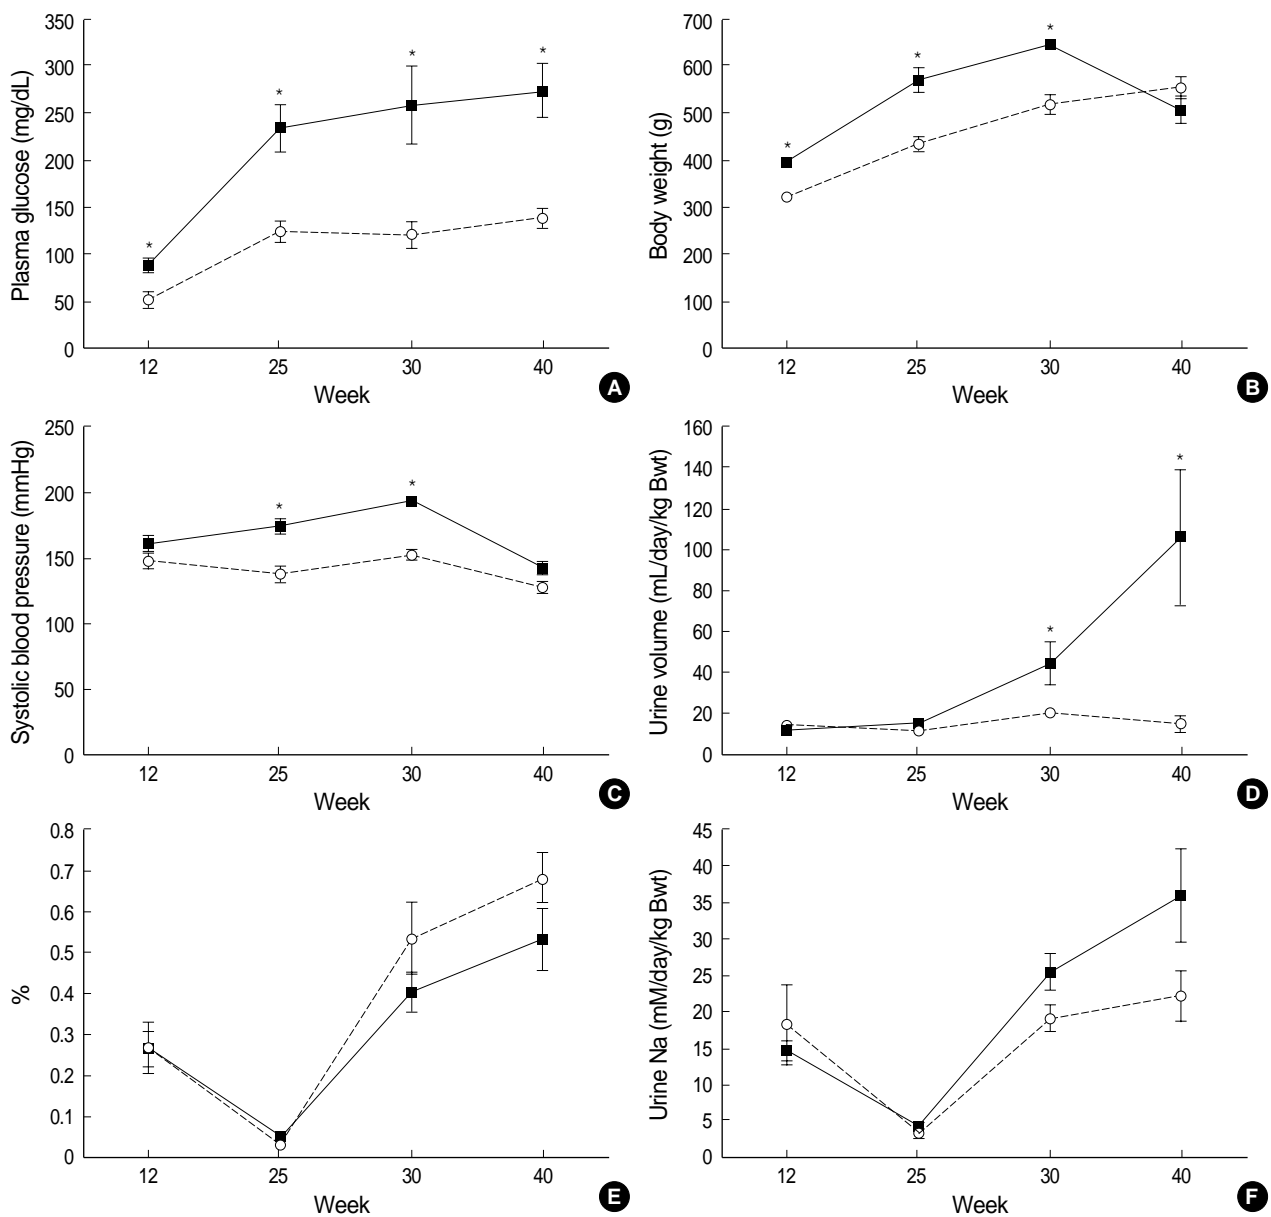 Plasma glucose (mg/dL)
350
300
250
200
150
100
50
0
* * * *
12 25 30 40
Week
A
Body weight (g)
700
600
500
400
300
200
100
0
* * *
12 25 30 40
Week
B
Systolic blood pressure (mmHg)
250
200
150
100
50
0
* *
12 25 30 40
Week
C
Urine volume (mL/day/kg Bwt)
160
140
120
100
80
60
40
20
0
* *
12 25 30 40
Week
D
%
0.8
0.7
0.6
0.5
0.4
0.3
0.2
0.1
0
12 25 30 40
Week
E
Urine Na (mM/day/kg Bwt)
45
40
35
30
25
20
15
10
5
0
12 25 30 40
Week
F